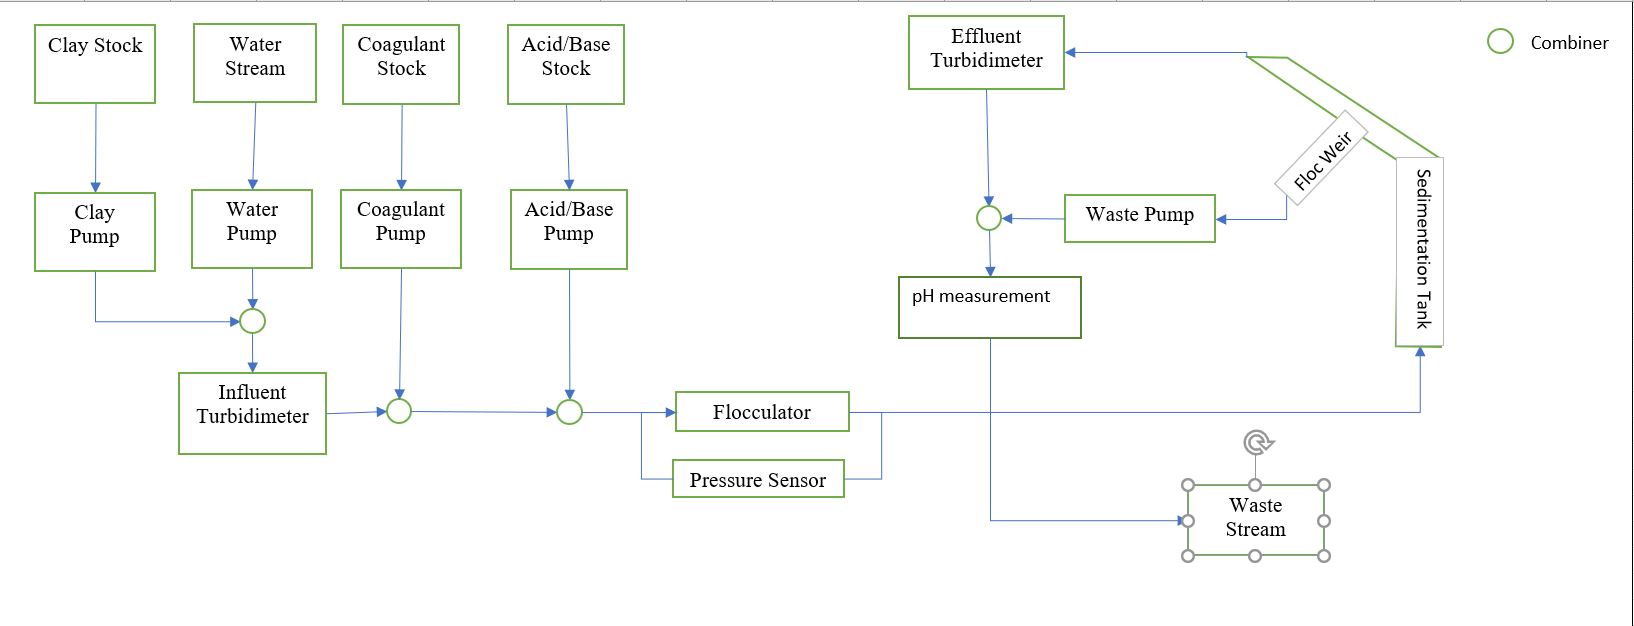 Clay Stock
Water
Stream
Coagulant
Stock
Acid/Base
Stock
Effluent
Turbidimeter
Combiner
Clay
Pump
Water
Pump
Coagulant
Pump
Acid/Base
Pump
Waste Pump
Floc Weir
Sedimentation Tank
pH measurement
Influent
Turbidimeter
Flocculator
Pressure Sensor
Waste
Stream